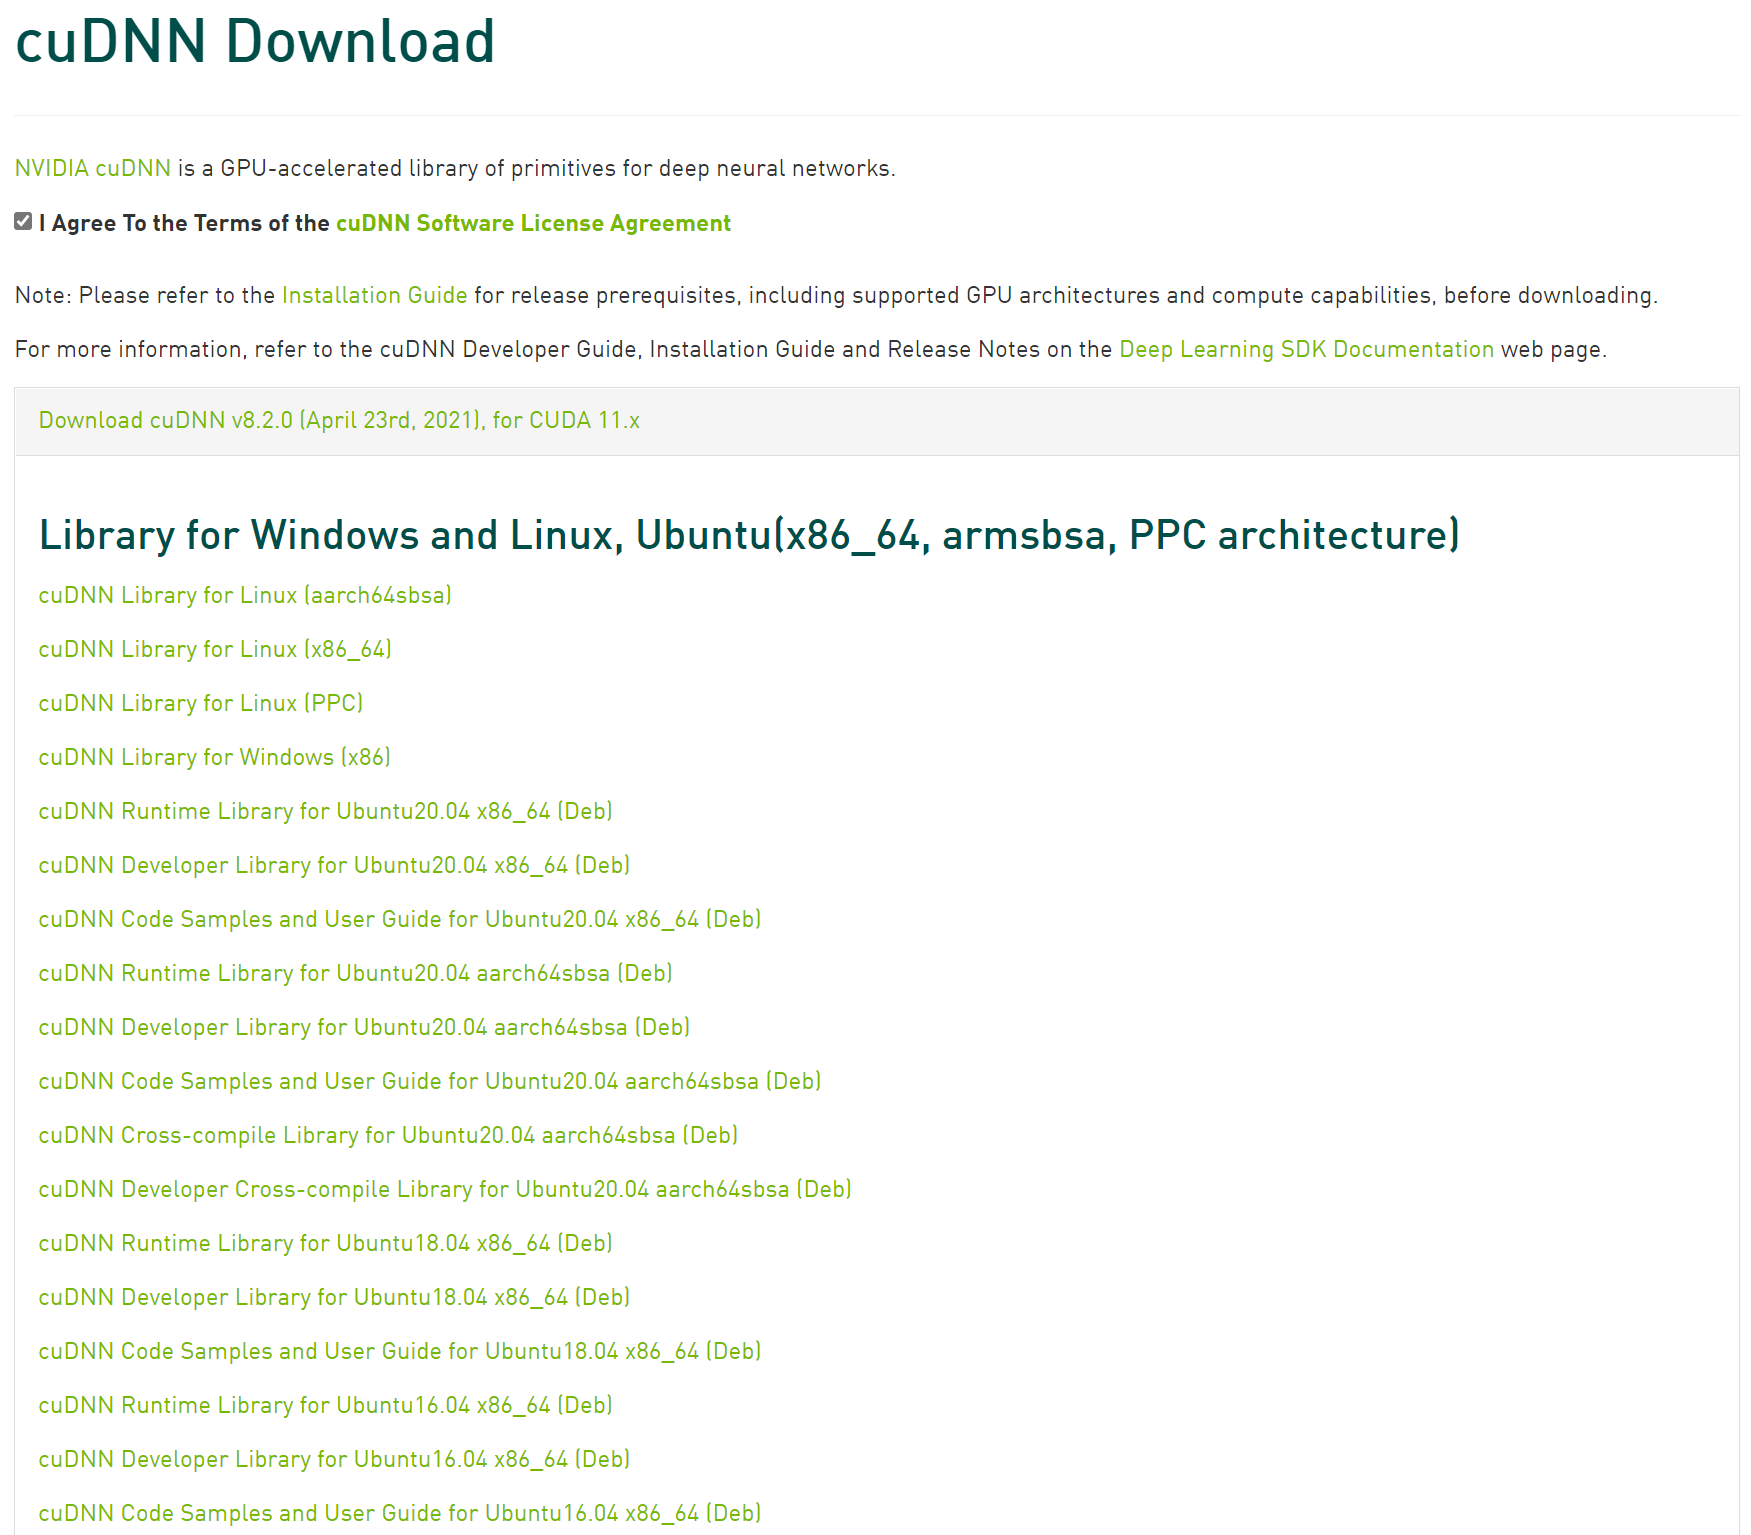 cuDNN Download
NVIDIA cuDNN is a GPU-accelerated library of primitives for deep neural networks.
I Agree To the Terms of the cuDNN Software License Agreement
Note: Please refer to the Installation Guide for release prerequisites, including supported GPU architectures and compute capabilities, before downloading.
For more information, refer to the cuDNN Developer Guide, Installation Guide and Release Notes on the Deep Learning SDK Documentation web page.
Download cuDNN v8.2.0 (April 23rd, 2021), for CUDA 11.x
Library for Windows and Linux, Ubuntu(x86_64, armsbsa, PPC architecture)
cuDNN Library for Linux (aarch64sbsa)
cuDNN Library for Linux (x86_64)
cuDNN Library for Linux (PPC)
cuDNN Library for Windows (x86)
cuDNN Runtime Library for Ubuntu20.04 x86_64 (Deb)
cuDNN Developer Library for Ubuntu20.04 x86_64 (Deb)
cuDNN Code Samples and User Guide for Ubuntu20.04 x86_64 (Deb)
cuDNN Runtime Library for Ubuntu20.04 aarch64sbsa (Deb)
cuDNN Developer Library for Ubuntu20.04 aarch64sbsa (Deb)
cuDNN Code Samples and User Guide for Ubuntu20.04 aarch64sbsa (Deb)
cuDNN Cross-compile Library for Ubuntu20.04 aarch64sbsa (Deb)
cuDNN Developer Cross-compile Library for Ubuntu20.04 aarch64sbsa (Deb)
cuDNN Runtime Library for Ubuntu18.04 x86_64 (Deb)
cuDNN Developer Library for Ubuntu18.04 x86_64 (Deb)
cuDNN Code Samples and User Guide for Ubuntu18.04 x86_64 (Deb)
cuDNN Runtime Library for Ubuntu16.04 x86_64 (Deb)
cuDNN Developer Library for Ubuntu16.04 x86_64 (Deb)
cuDNN Code Samples and User Guide for Ubuntu16.04 x86_64 (Deb)